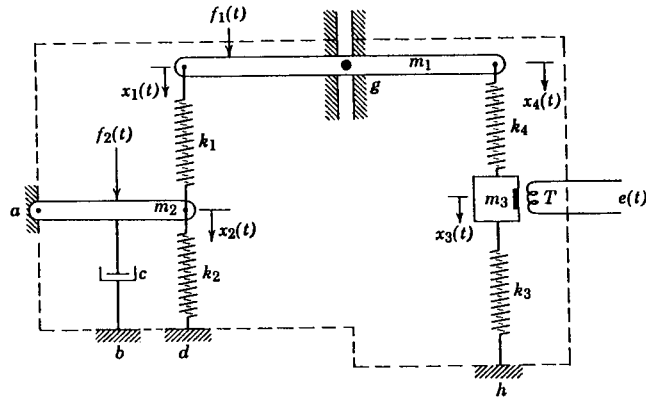 f₁(t)
m₁
g
x₁(t)
x₄(t)
k₁
k₄
f₂(t)
a
m₂
x₂(t)
m₃
T
e(t)
x₃(t)
c
k₂
k₃
b
d
h